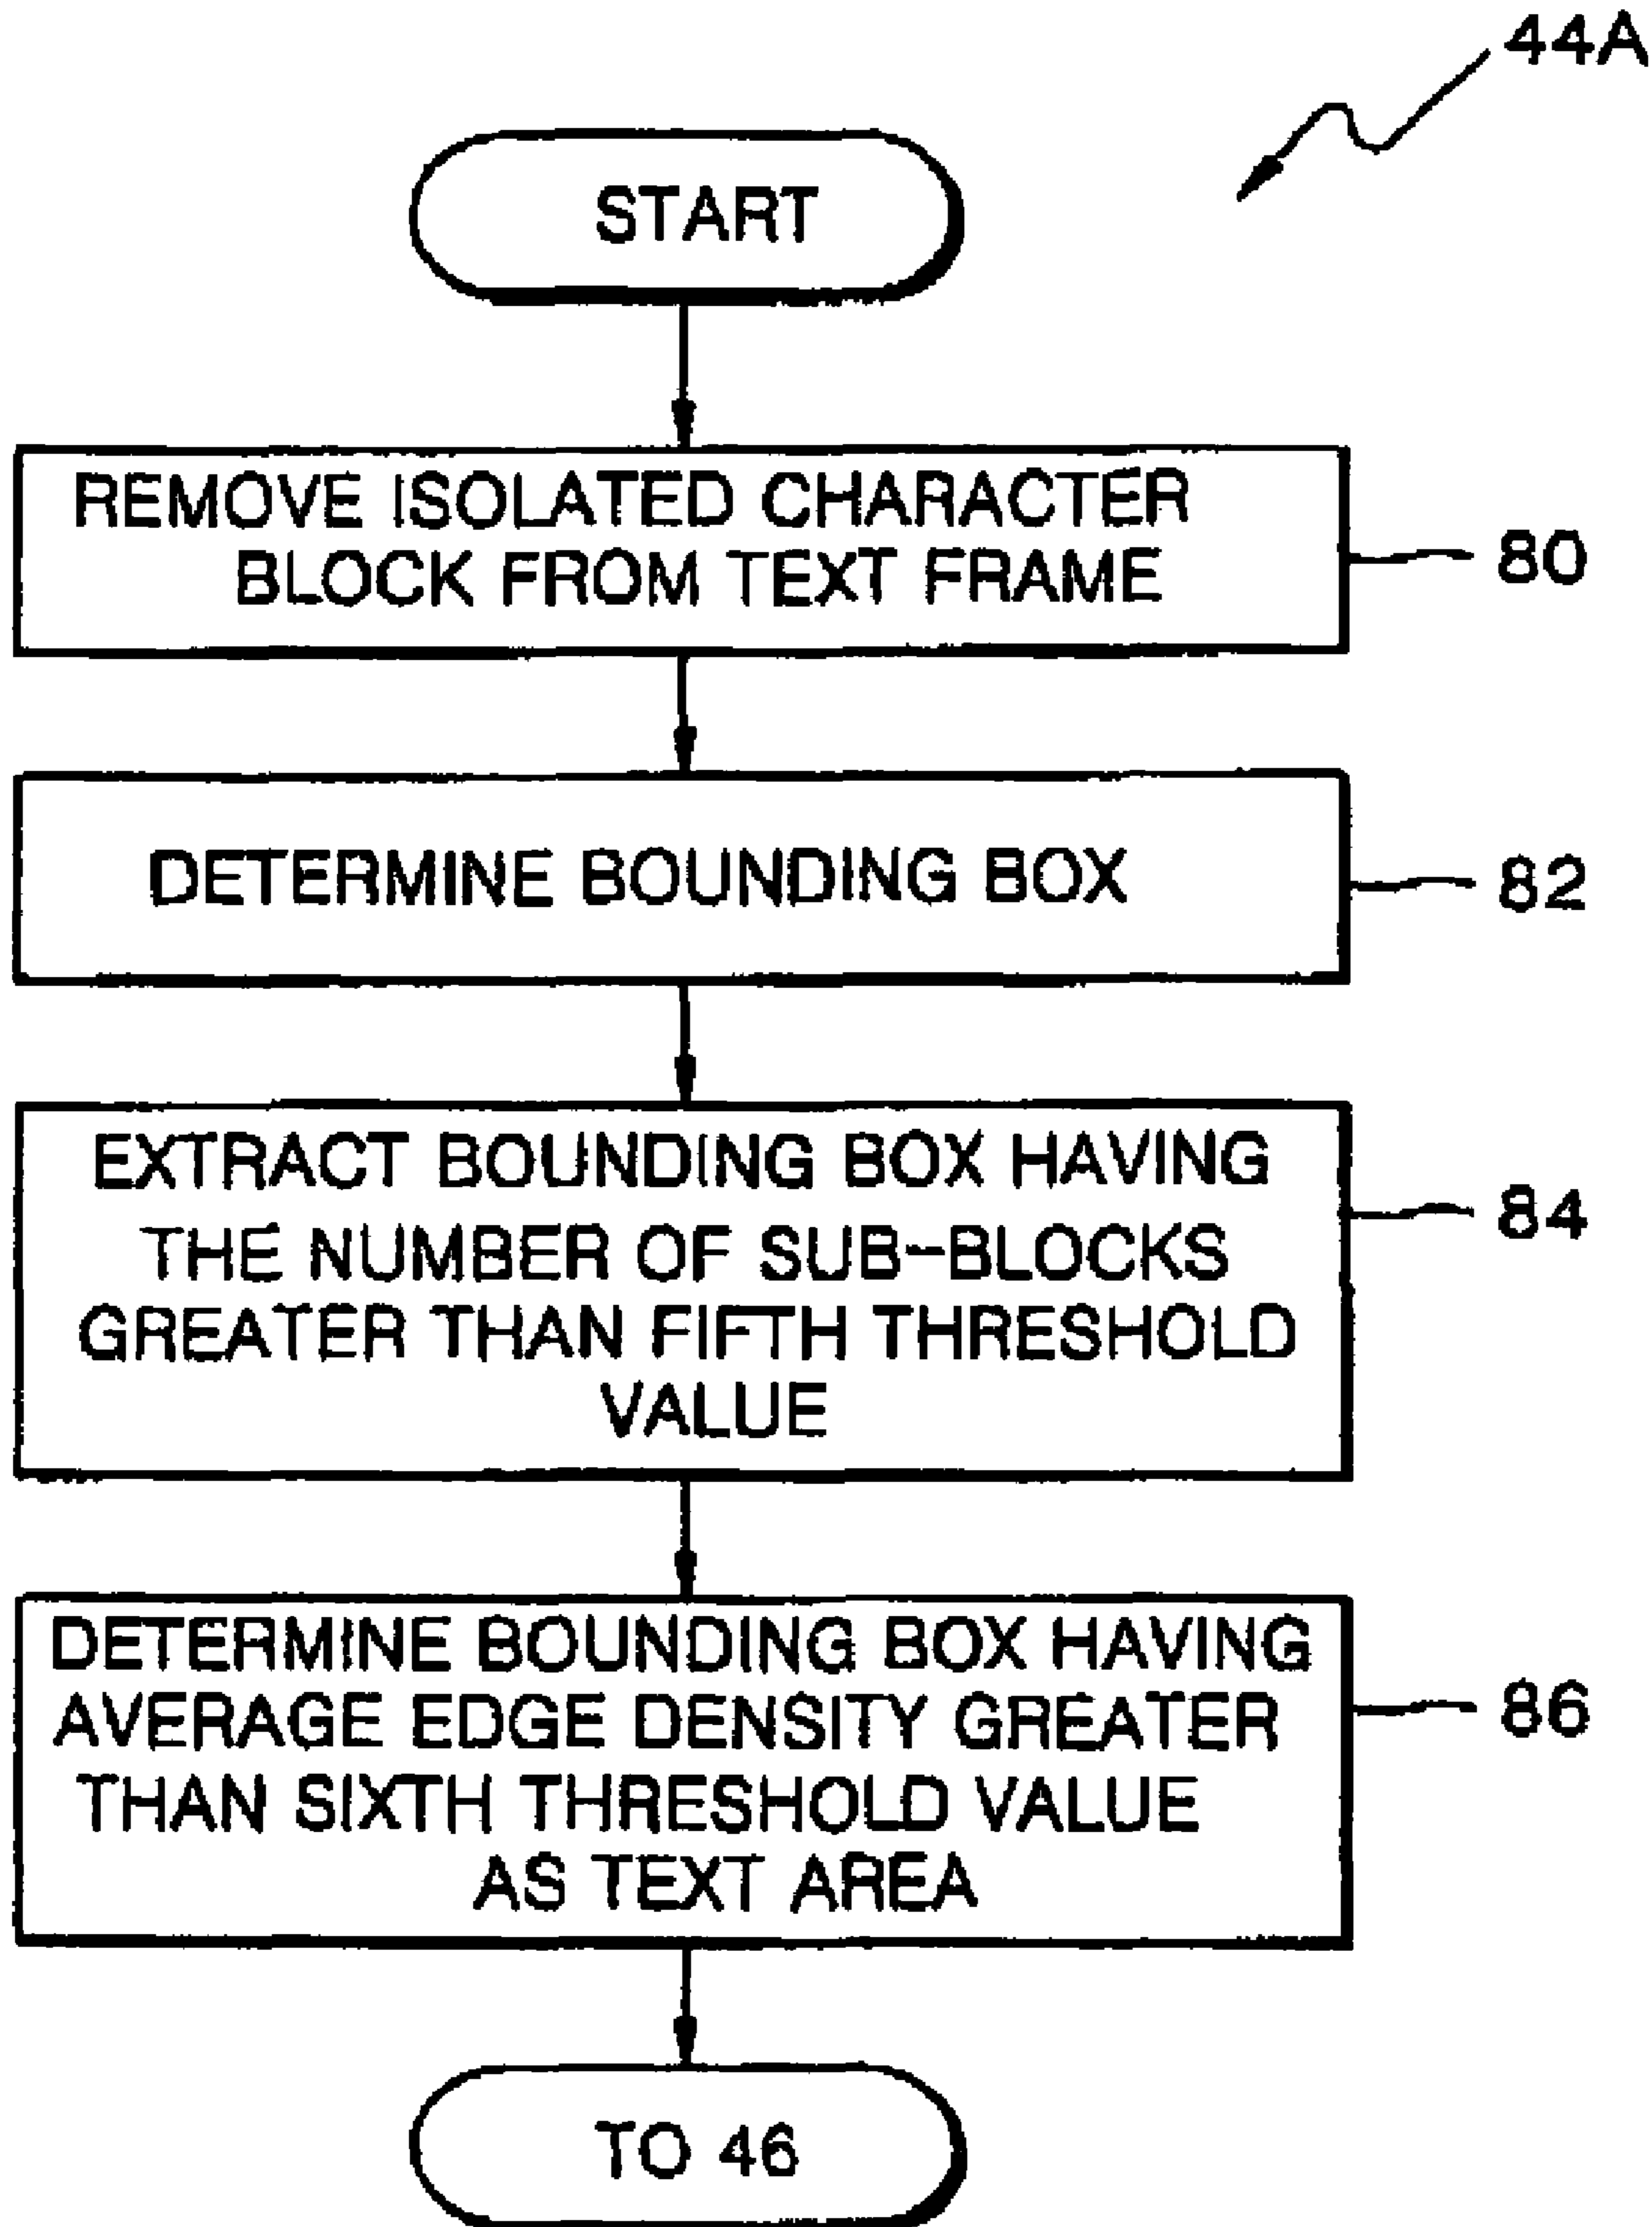 44A
START
REMOVE ISOLATED CHARACTER
BLOCK FROM TEXT FRAME
80
DETERMINE BOUNDING BOX
82
EXTRACT BOUNDING BOX HAVING
THE NUMBER OF SUB-BLOCKS
GREATER THAN FIFTH THRESHOLD
VALUE
84
DETERMINE BOUNDING BOX HAVING
AVERAGE EDGE DENSITY GREATER
THAN SIXTH THRESHOLD VALUE
AS TEXT AREA
86
TO 46